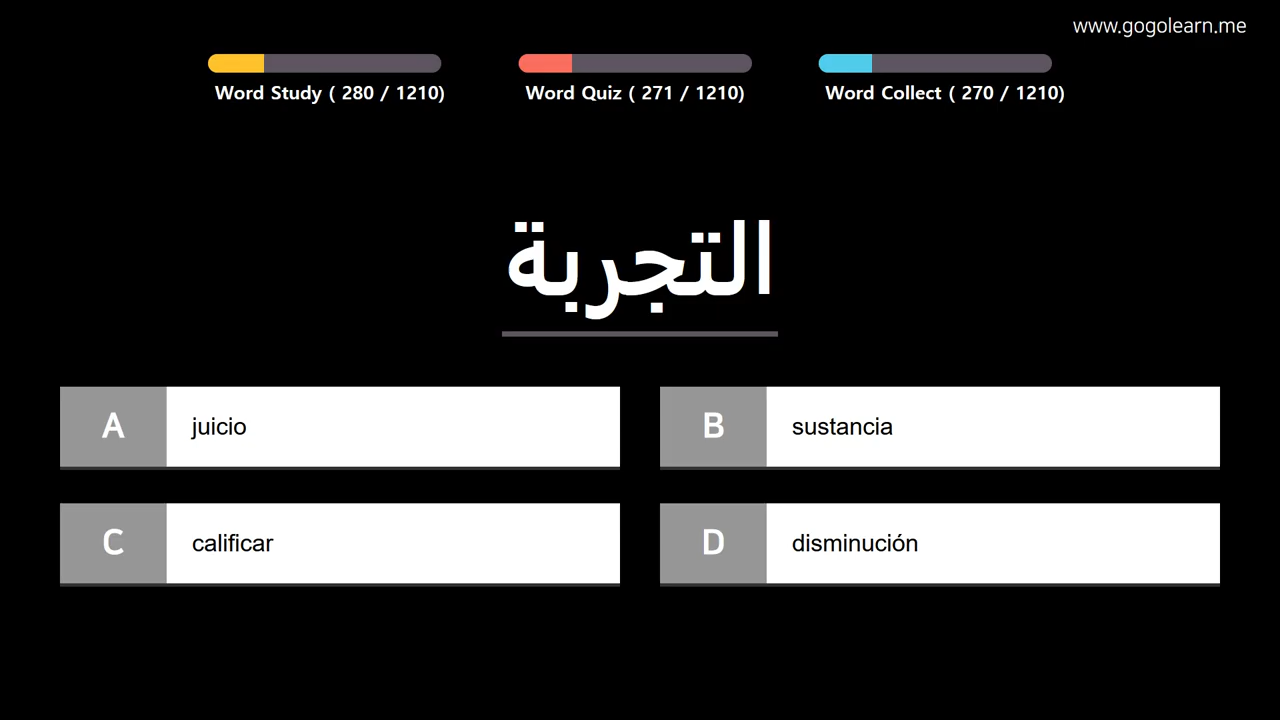 www.gogolearn.me
Word Study ( 280 / 1210)
Word Quiz ( 271 / 1210)
Word Collect ( 270 / 1210)
التجربة
A juicio
B sustancia
C calificar
D disminución